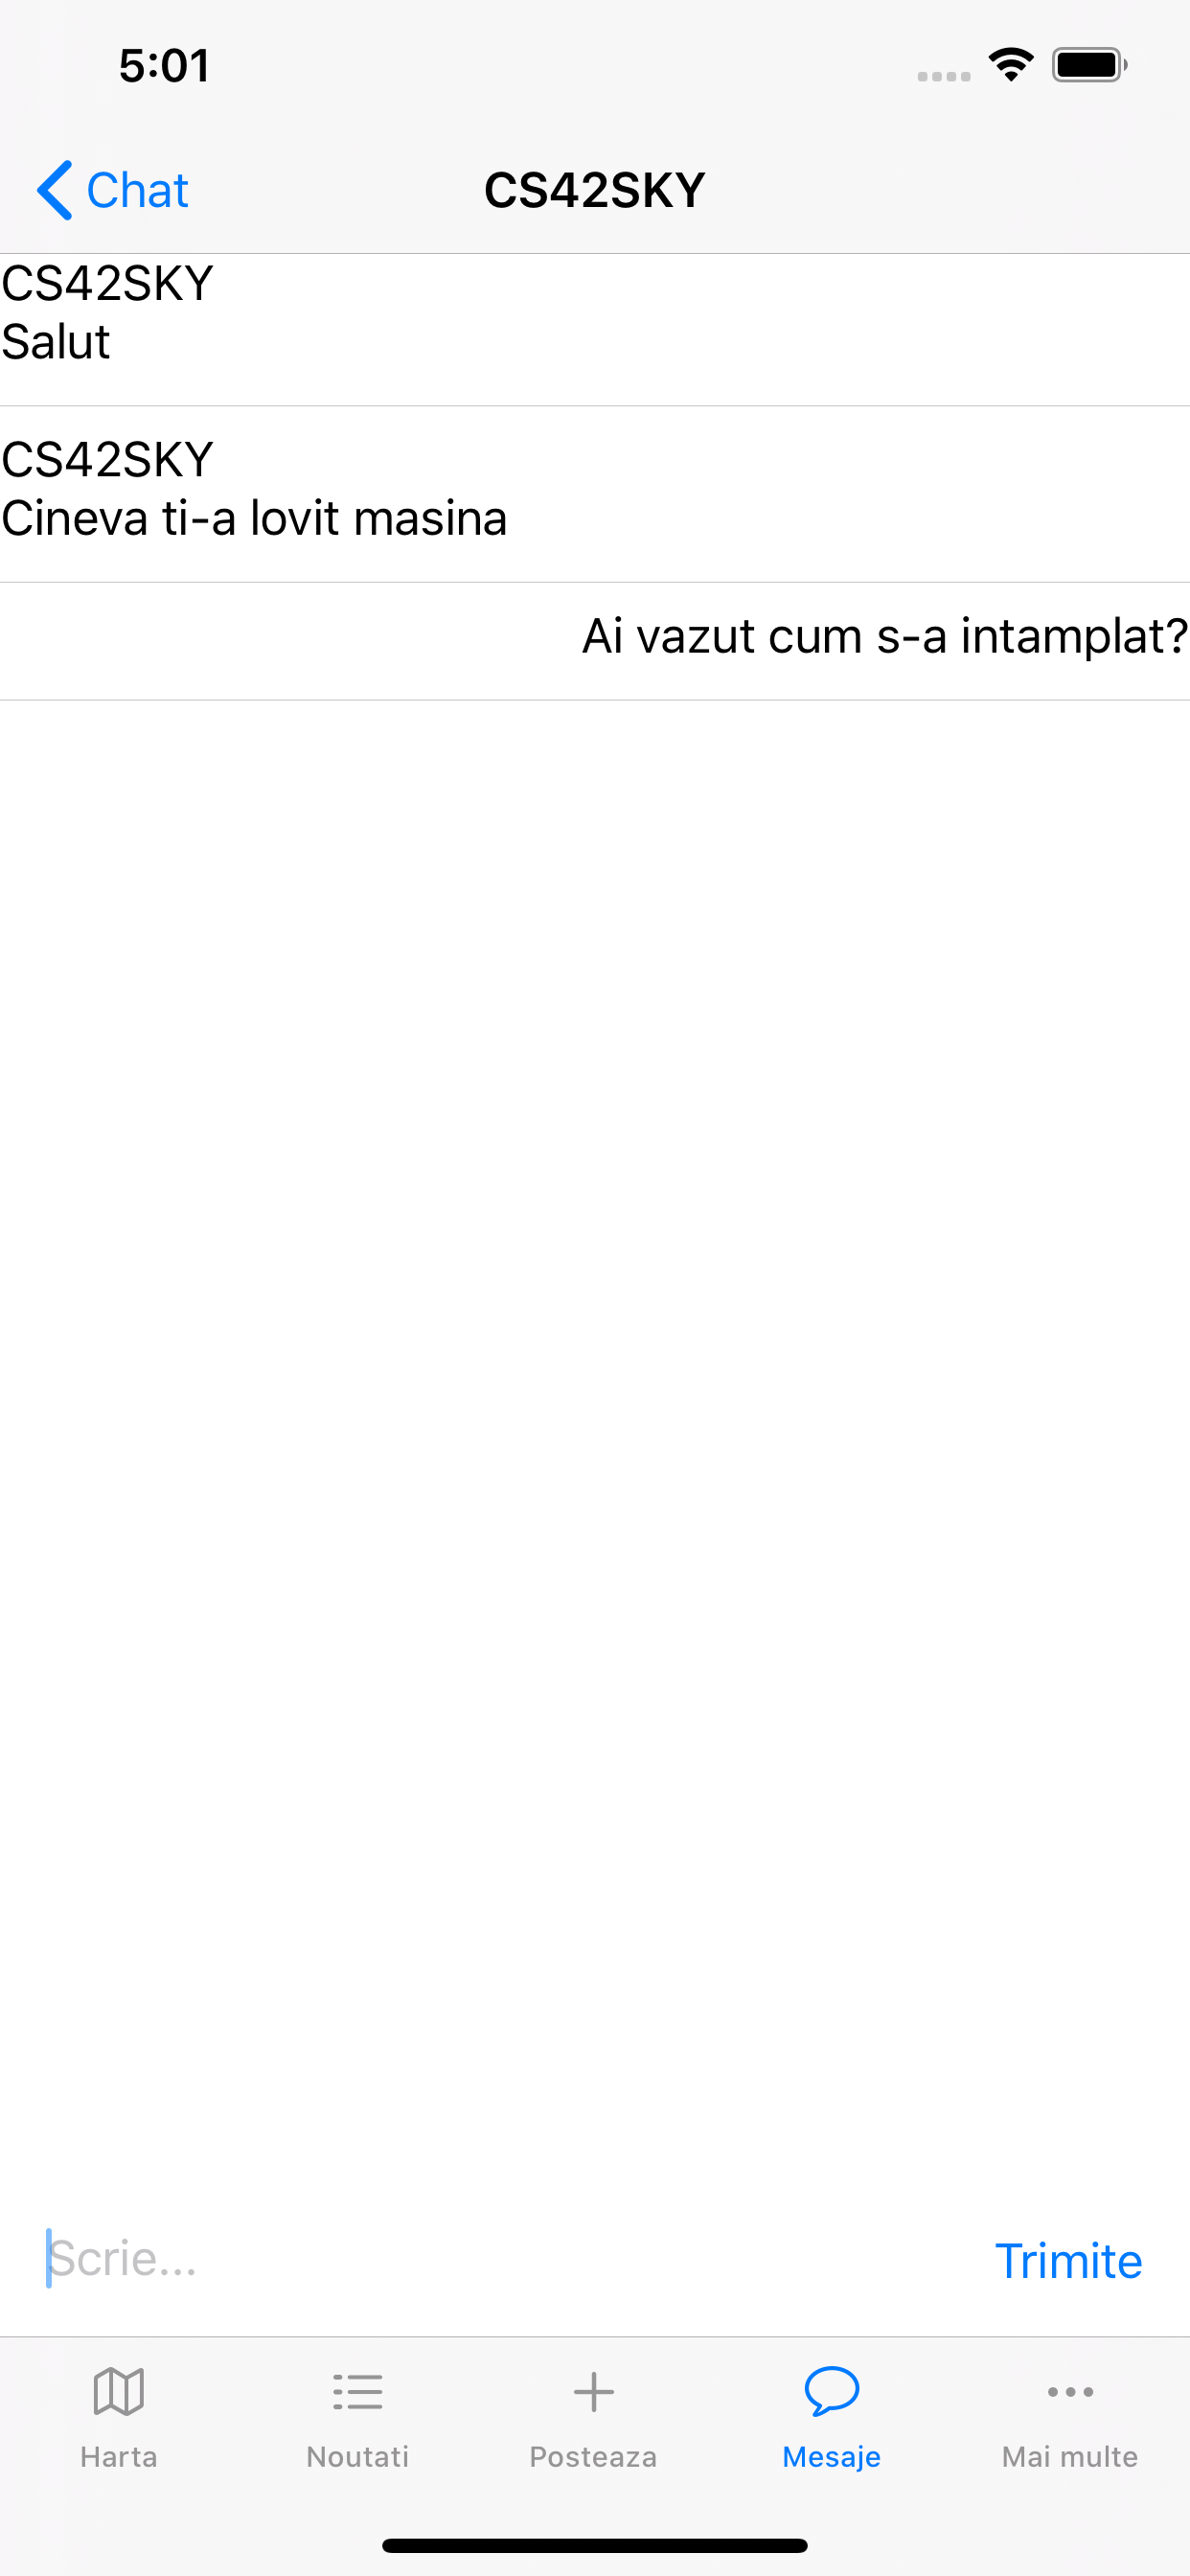 5:01
Chat
CS42SKY
CS42SKY
Salut
CS42SKY
Cineva ti-a lovit masina
Ai vazut cum s-a intamplat?
Scrie...
Trimite
Harta
Noutati
Posteaza
Mesaje
Mai multe